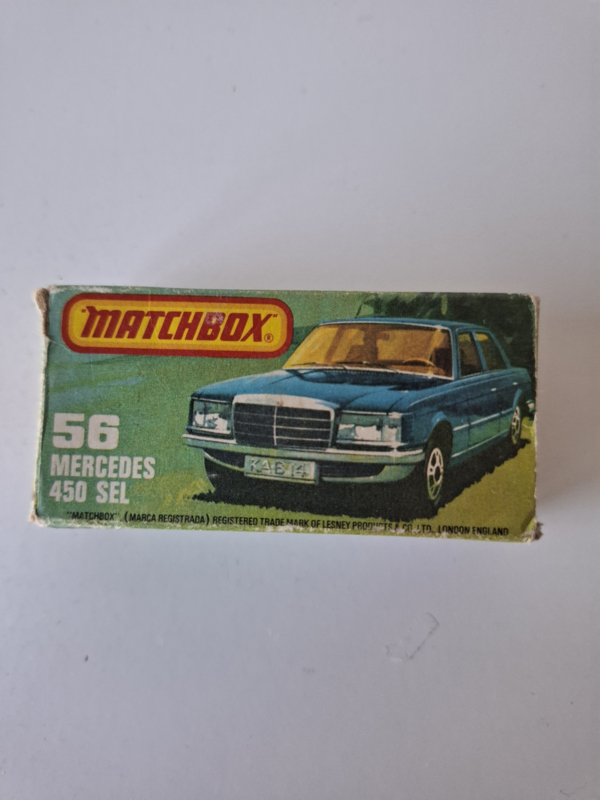 "MATCHBOX"®
56
MERCEDES
450 SEL
KAE 14
"MATCHBOX". (MARCA REGISTRADA) REGISTERED TRADE MARK OF LESNEY PRODUCTS & CO. LTD. LONDON ENGLAND